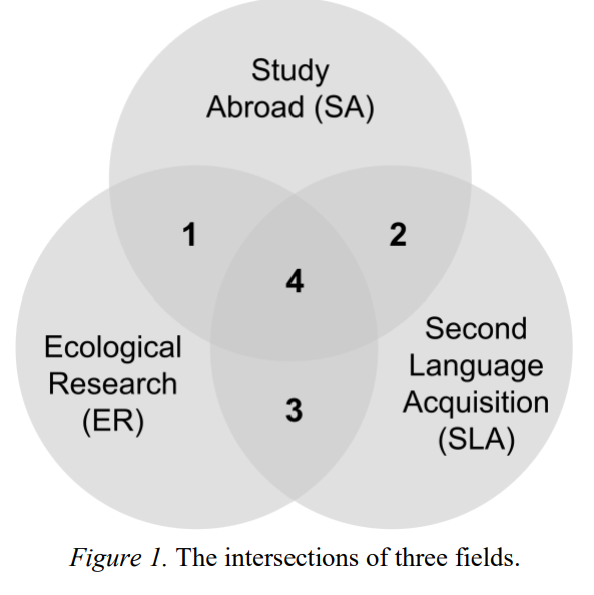 Study
Abroad (SA)
1
2
4
Ecological
Research
(ER)
Second
Language
Acquisition
(SLA)
3
Figure 1. The intersections of three fields.